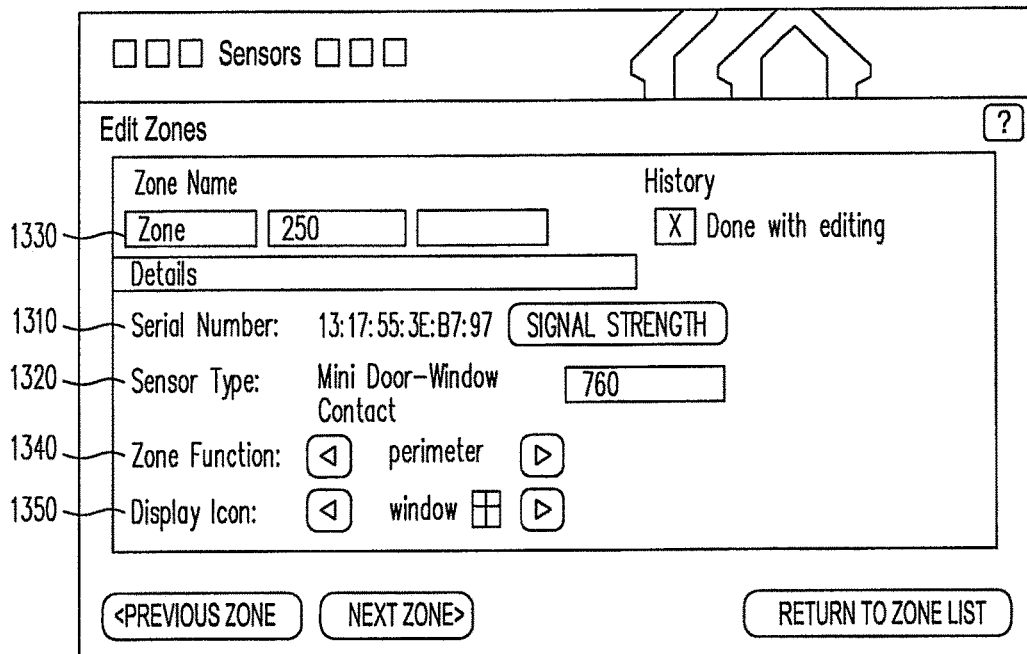 Sensors
Edit Zones
?
Zone Name
History
1330
Zone 250
X Done with editing
Details
1310
Serial Number: 13:17:55:3E:B7:97 SIGNAL STRENGTH
1320
Sensor Type: Mini Door-Window
Contact
760
1340
Zone Function: perimeter
1350
Display Icon: window
<PREVIOUS ZONE NEXT ZONE> RETURN TO ZONE LIST